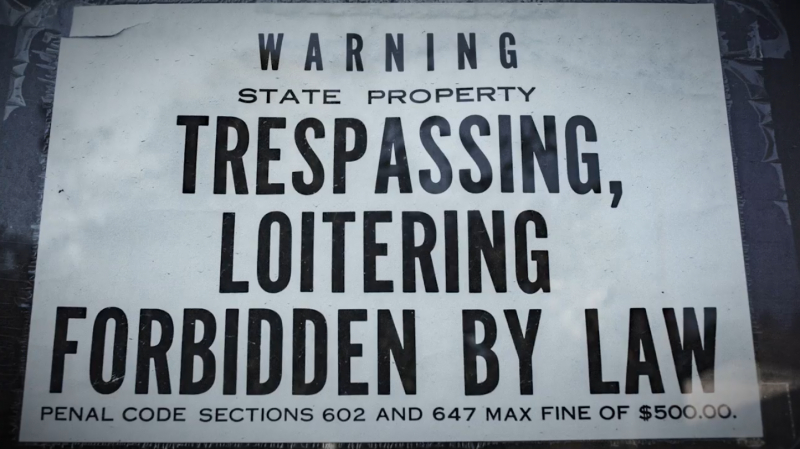 WARNING
STATE PROPERTY
TRESPASSING,
LOITERING
FORBIDDEN BY LAW
PENAL CODE SECTIONS 602 AND 647 MAX FINE OF $500.00.